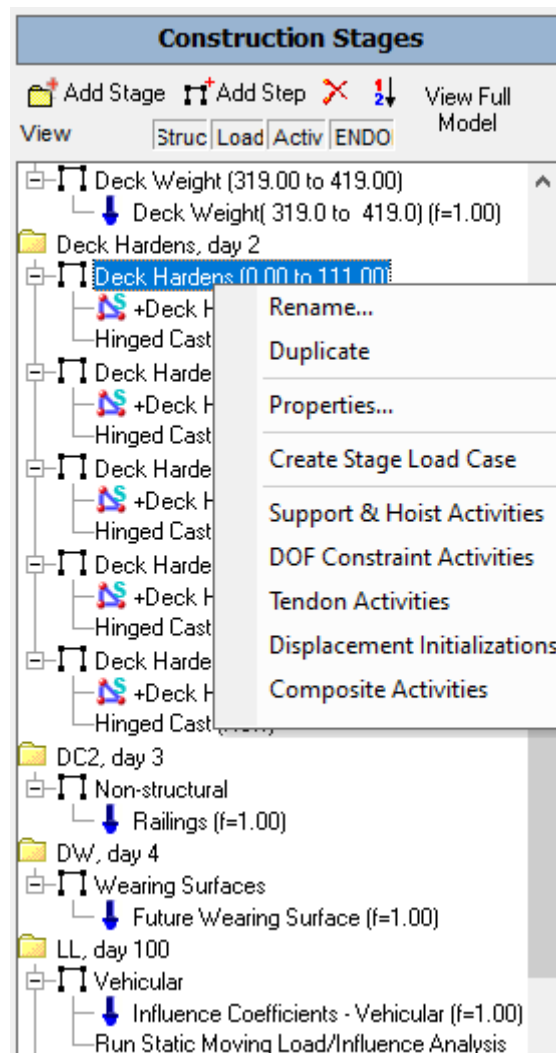 Construction Stages
Add Stage Add Step View Full Model
View Struc Load Activ ENDO
Deck Weight (319.00 to 419.00)
Deck Weight( 319.0 to 419.0) (f=1.00)
Deck Hardens, day 2
Deck Hardens (0.00 to 111.00)
+Deck H
Hinged Cast
Deck Harde
+Deck H
Hinged Cast
Deck Harde
+Deck H
Hinged Cast
Deck Harde
+Deck H
Hinged Cast
Deck Harde
+Deck H
Hinged Cast
Rename...
Duplicate
Properties...
Create Stage Load Case
Support & Hoist Activities
DOF Constraint Activities
Tendon Activities
Displacement Initializations
Composite Activities
DC2, day 3
Non-structural
Railings (f=1.00)
DW, day 4
Wearing Surfaces
Future Wearing Surface (f=1.00)
LL, day 100
Vehicular
Influence Coefficients - Vehicular (f=1.00)
Run Static Moving Load/Influence Analysis